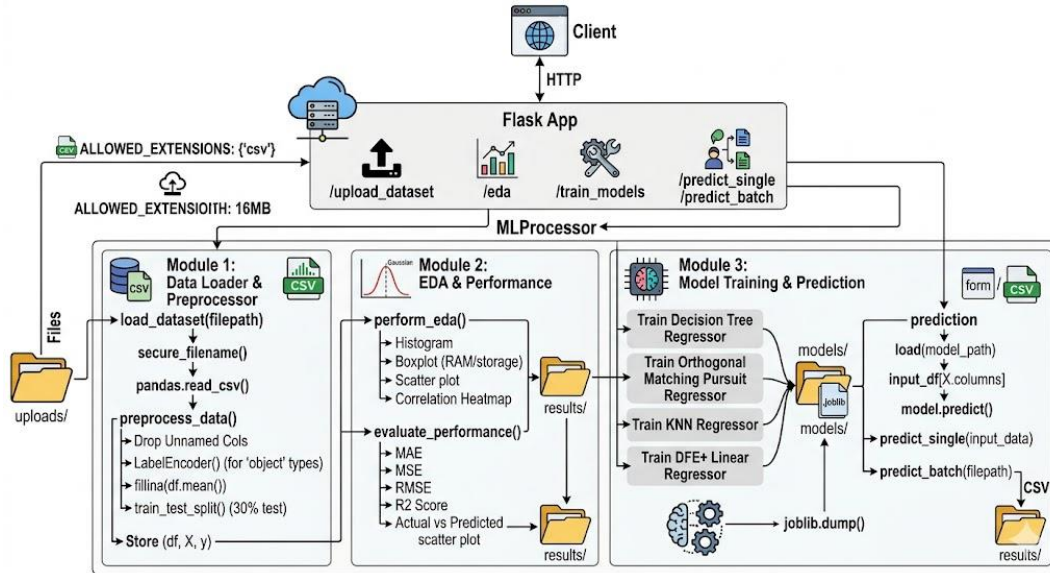 Client
HTTP
Flask App
/upload_dataset
/eda
/train_models
/predict_single
/predict_batch
CSV
ALLOWED_EXTENSIONS: {'csv'}
ALLOWED_EXTENSIOITH: 16MB
MLProcessor
Files
uploads/
CSV
Module 1:
Data Loader &
Preprocessor
CSV
load_dataset(filepath)
secure_filename()
pandas.read_csv()
preprocess_data()
Drop Unnamed Cols
LabelEncoder() (for 'object' types)
fillina(df.mean())
train_test_split() (30% test)
Store (df, X, y)
Gaussian
Module 2:
EDA & Performance
perform_eda()
Histogram
Boxplot (RAM/storage)
Scatter plot
Correlation Heatmap
results/
evaluate_performance()
MAE
MSE
RMSE
R2 Score
Actual vs Predicted
scatter plot
results/
Module 3:
Model Training & Prediction
form / CSV
Train Decision Tree
Regressor
Train Orthogonal
Matching Pursuit
Regressor
Train KNN Regressor
Train DFE+ Linear
Regressor
models/
.joblib
models/
joblib.dump()
prediction
load(model_path)
input_df[X.columns]
model.predict()
predict_single(input_data)
predict_batch(filepath)
CSV
results/